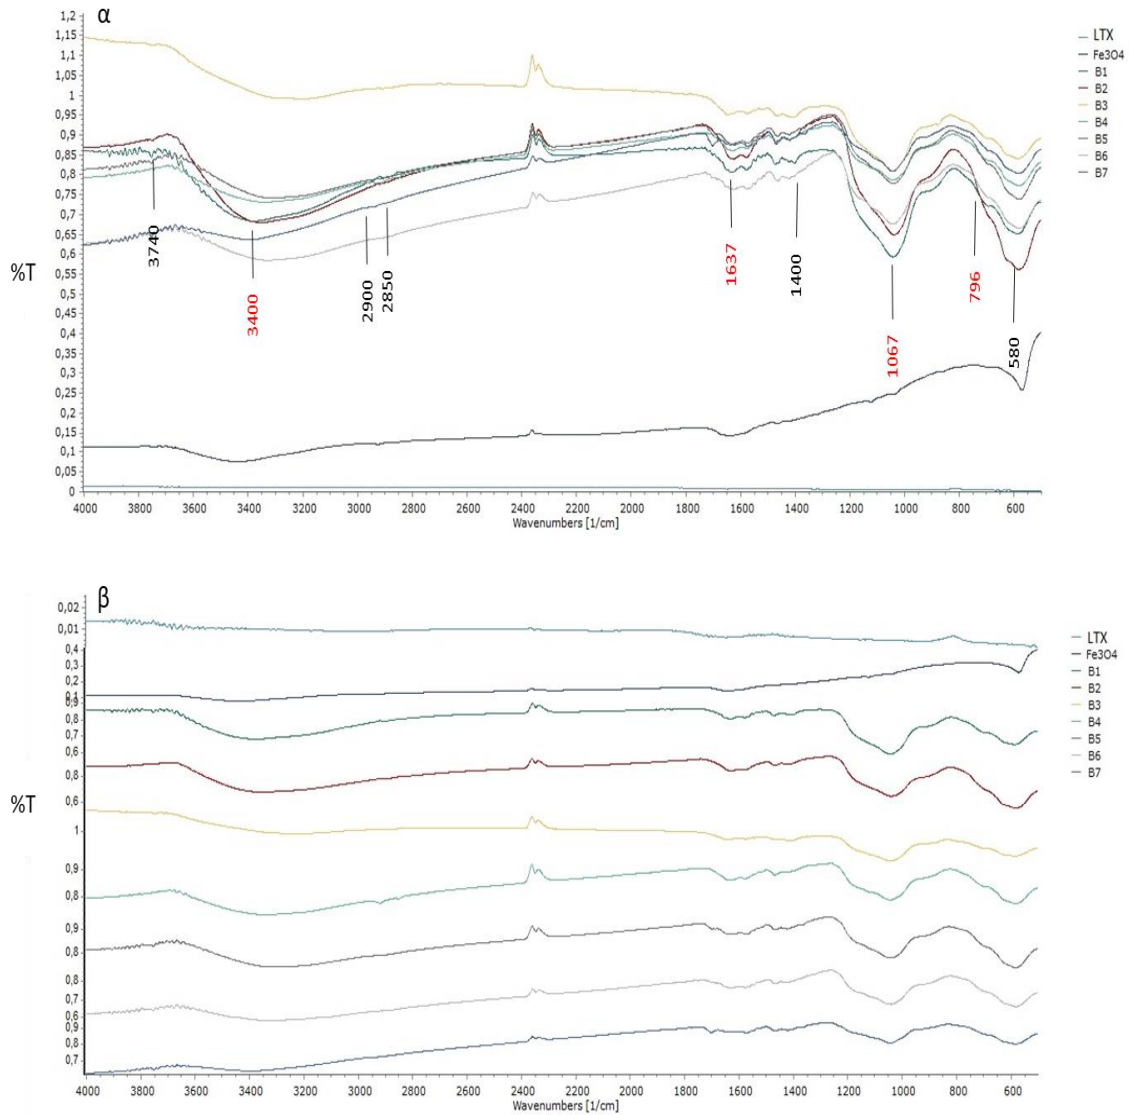 α
1,2
1,15
1,1
1,05
1
0,95
0,9
0,85
0,8
0,75
0,7
0,65
0,6
0,55
0,5
0,45
0,4
0,35
0,3
0,25
0,2
0,15
0,1
0,05
0
%T
3740
3400
2900
2850
1637
1400
1067
796
580
LTX
Fe3O4
B1
B2
B3
B4
B5
B6
B7
4000 3800 3600 3400 3200 3000 2800 2600 2400 2200 2000 1800 1600 1400 1200 1000 800 600
Wavenumbers [1/cm]
β
0,02
0,01
0,4
0,3
0,2
0,1
0,9
0,8
0,6
0,8
0,6
1
0,9
0,8
0,9
0,8
0,8
0,7
0,6
0,9
0,8
0,7
%T
LTX
Fe3O4
B1
B2
B3
B4
B5
B6
B7
4000 3800 3600 3400 3200 3000 2800 2600 2400 2200 2000 1800 1600 1400 1200 1000 800 600
Wavenumbers [1/cm]